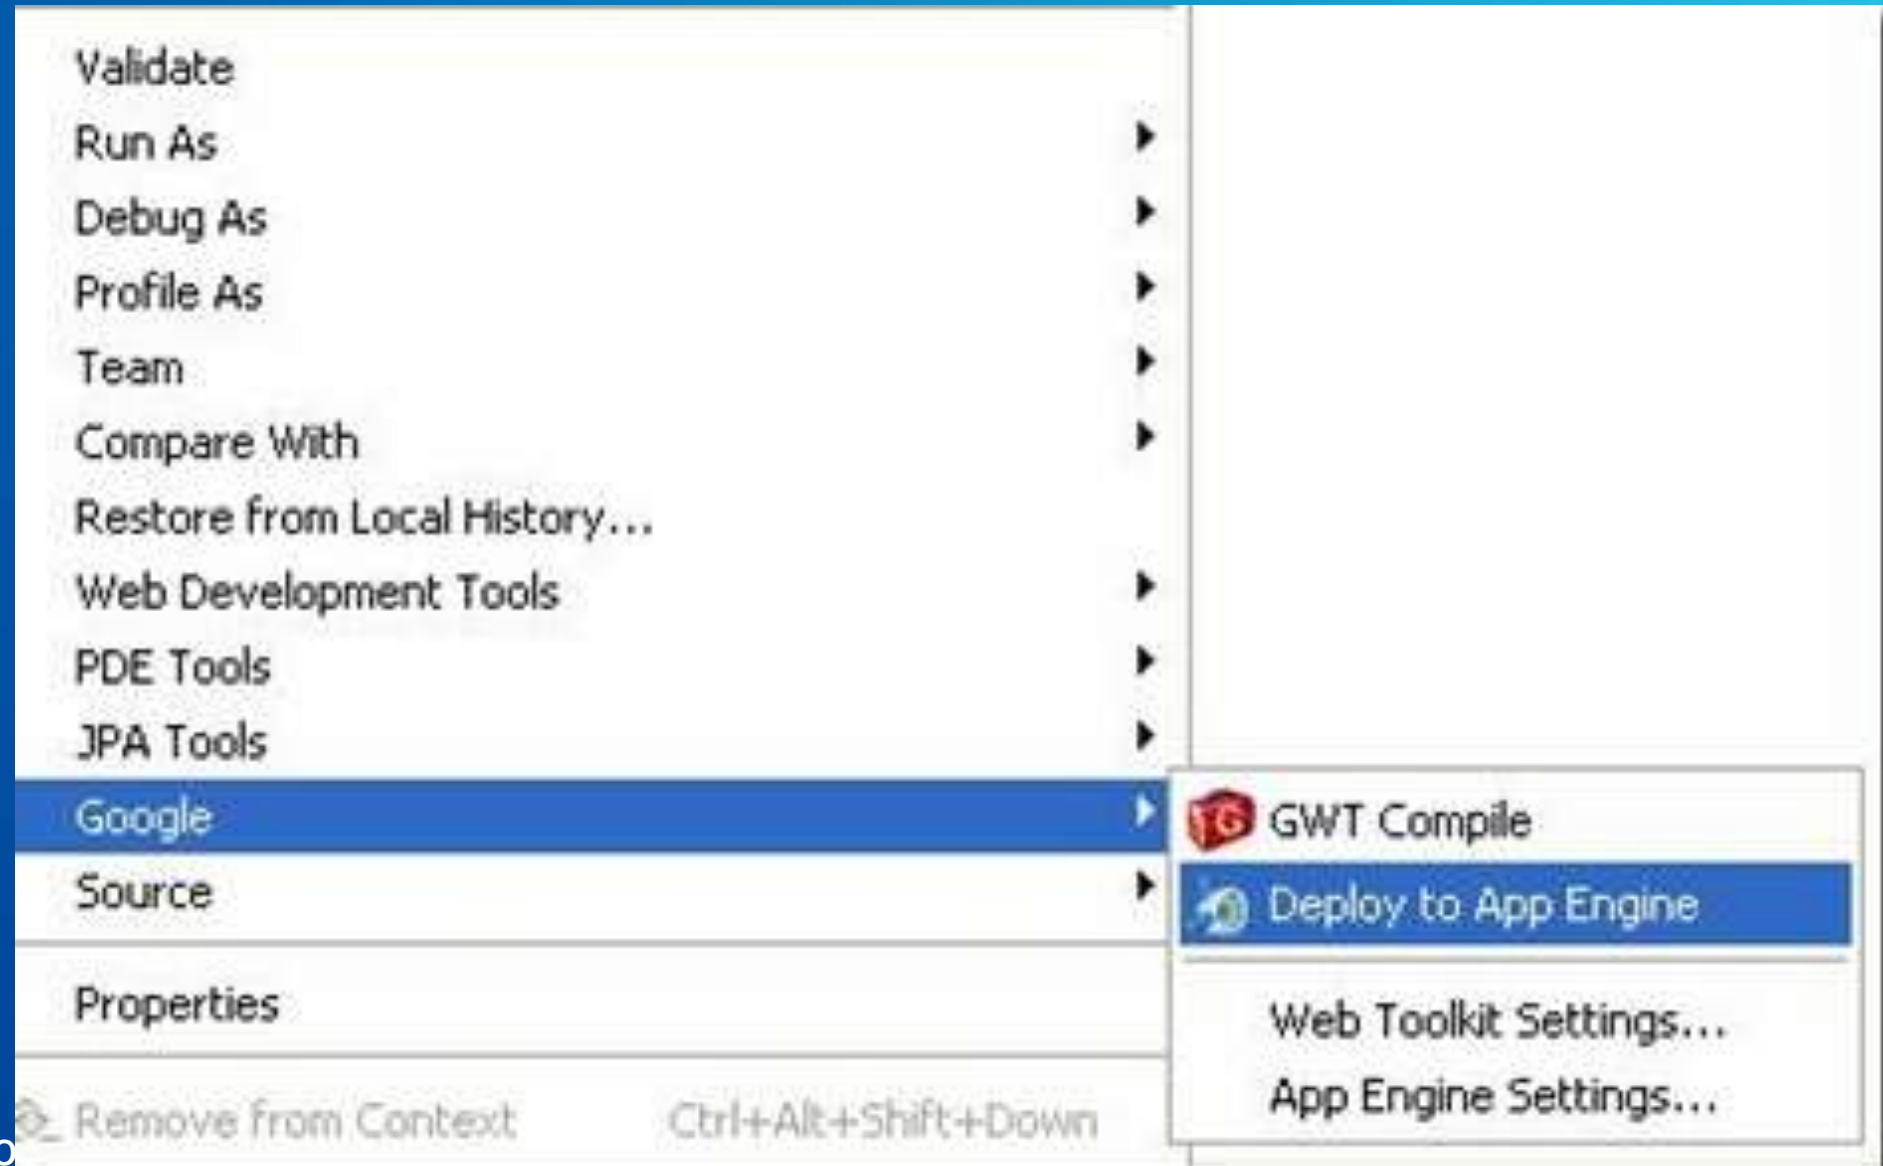 Validate
Run As
Debug As
Profile As
Team
Compare With
Restore from Local History...
Web Development Tools
PDE Tools
JPA Tools
Google
Source
Properties
Remove from Context Ctrl+Alt+Shift+Down
GWT Compile
Deploy to App Engine
Web Toolkit Settings...
App Engine Settings...